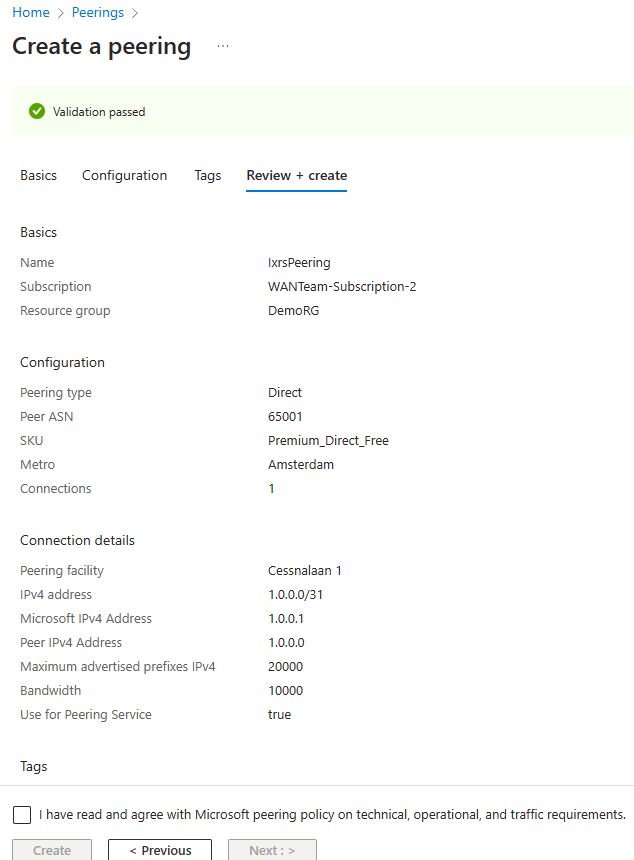 Home > Peerings >
Create a peering ...
Validation passed
Basics Configuration Tags Review + create
Basics
Name IxrsPeering
Subscription WANTeam-Subscription-2
Resource group DemoRG
Configuration
Peering type Direct
Peer ASN 65001
SKU Premium_Direct_Free
Metro Amsterdam
Connections 1
Connection details
Peering facility Cessnalaan 1
IPv4 address 1.0.0.0/31
Microsoft IPv4 Address 1.0.0.1
Peer IPv4 Address 1.0.0.0
Maximum advertised prefixes IPv4 20000
Bandwidth 10000
Use for Peering Service true
Tags
I have read and agree with Microsoft peering policy on technical, operational, and traffic requirements.
Create < Previous Next : >